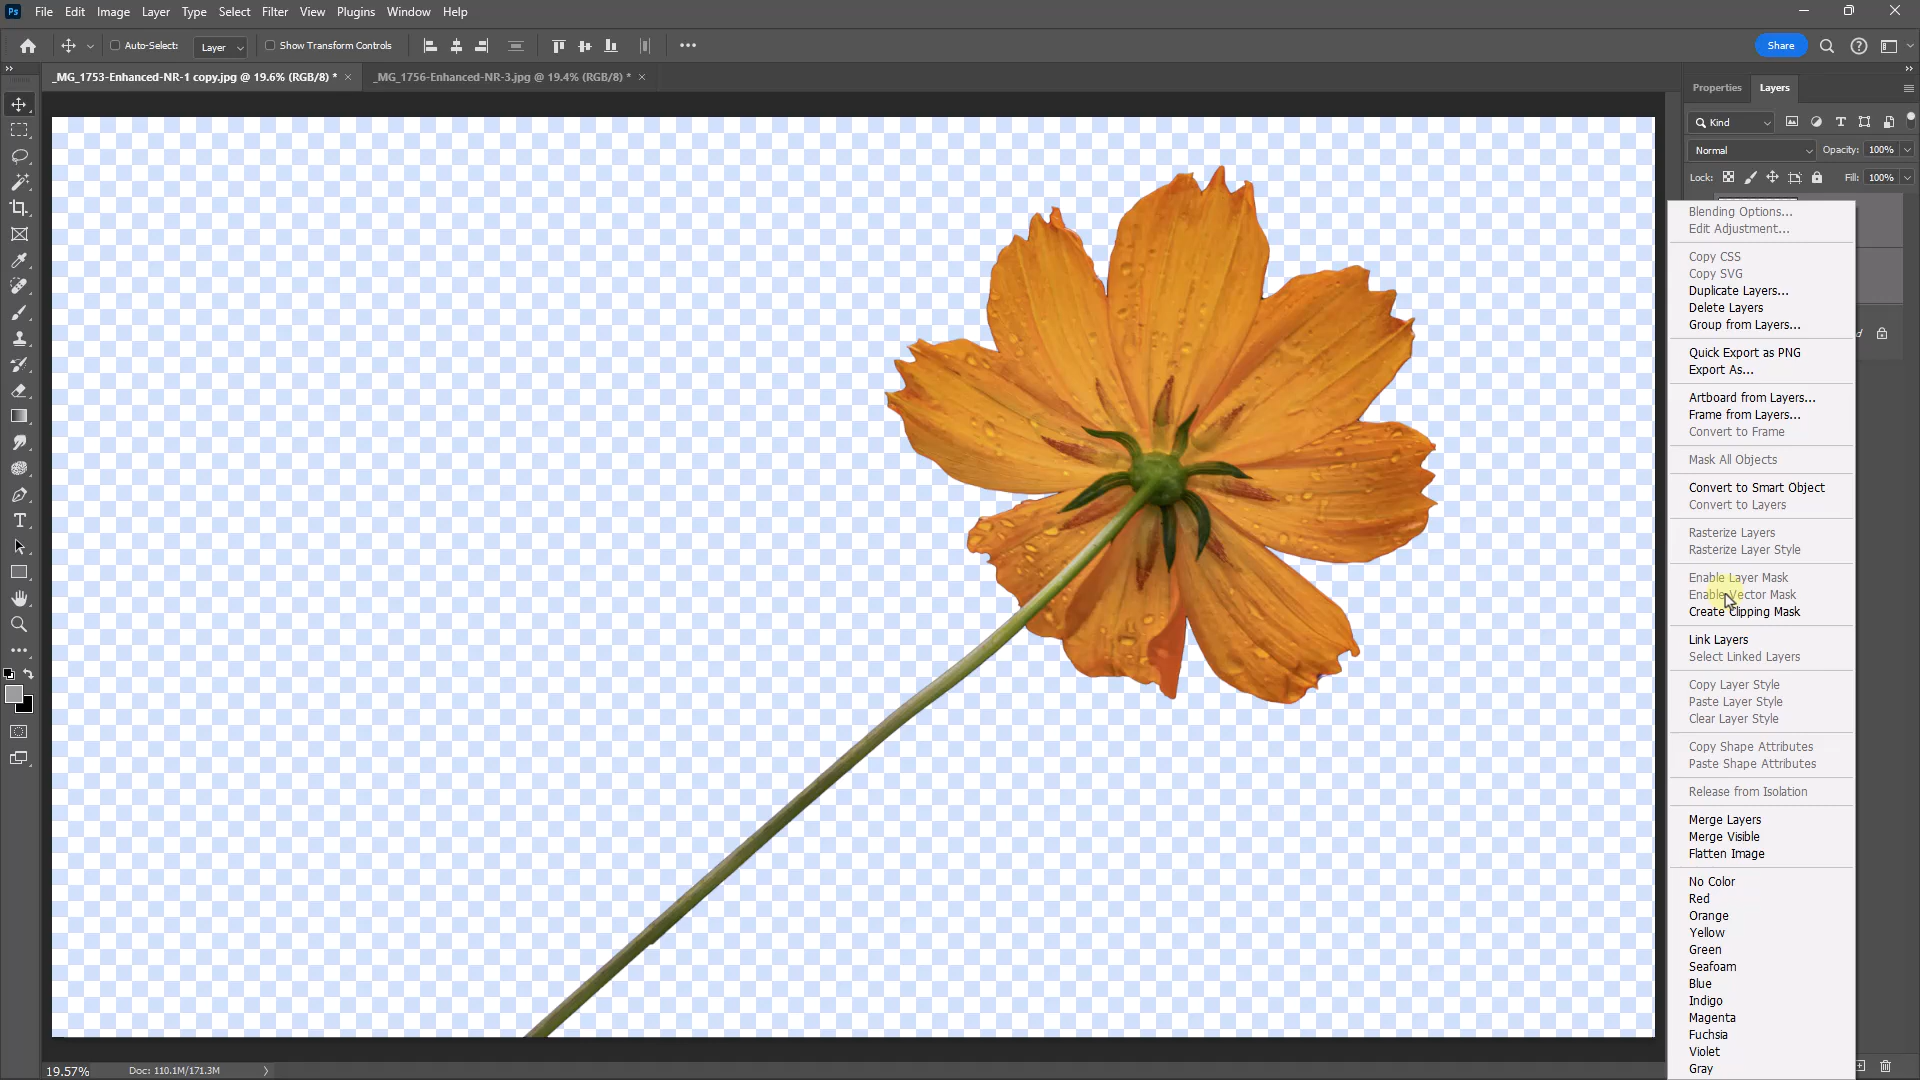 Ps File Edit Image Layer Type Select Filter View Plugins Window Help
Auto-Select: Layer Show Transform Controls Share
_MG_1753-Enhanced-NR-1 copy.jpg @ 19.6% (RGB/8) * _MG_1756-Enhanced-NR-3.jpg @ 19.4% (RGB/8) *
Properties Layers
Kind
Normal Opacity: 100%
Lock: Fill: 100%
Blending Options...
Edit Adjustment...
Copy CSS
Copy SVG
Duplicate Layers...
Delete Layers
Group from Layers...
Quick Export as PNG
Export As...
Artboard from Layers...
Frame from Layers...
Convert to Frame
Mask All Objects
Convert to Smart Object
Convert to Layers
Rasterize Layers
Rasterize Layer Style
Enable Layer Mask
Enable Vector Mask
Create Clipping Mask
Link Layers
Select Linked Layers
Copy Layer Style
Paste Layer Style
Clear Layer Style
Copy Shape Attributes
Paste Shape Attributes
Release from Isolation
Merge Layers
Merge Visible
Flatten Image
No Color
Red
Orange
Yellow
Green
Seafoam
Blue
Indigo
Magenta
Fuchsia
Violet
Gray
19.57% Doc: 110.1M/171.3M